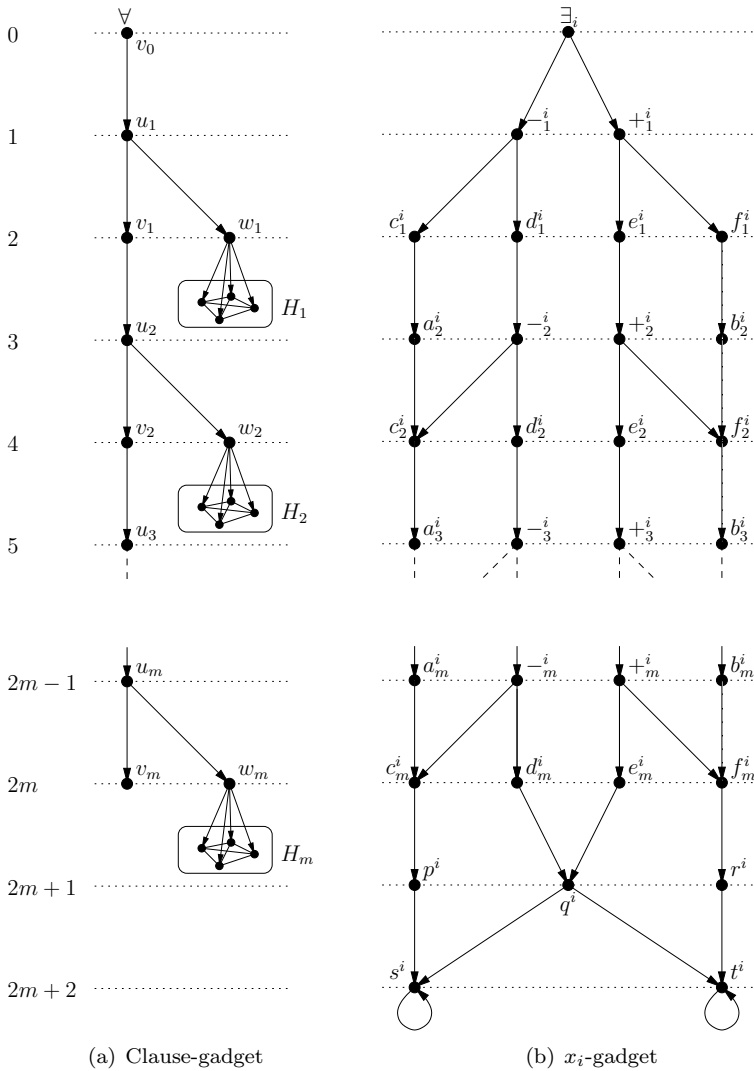 ∀ ∃_i
0 v_0
1 u_1 −^i_1 +^i_1
2 v_1 w_1 c^i_1 d^i_1 e^i_1 f^i_1
H_1
3 u_2 a^i_2 −^i_2 +^i_2 b^i_2
4 v_2 w_2 c^i_2 d^i_2 e^i_2 f^i_2
H_2
5 u_3 a^i_3 −^i_3 +^i_3 b^i_3
2m − 1 u_m a^i_m −^i_m +^i_m b^i_m
2m v_m w_m c^i_m d^i_m e^i_m f^i_m
H_m
2m + 1 p^i q^i r^i
2m + 2 s^i t^i
(a) Clause-gadget (b) x_i-gadget